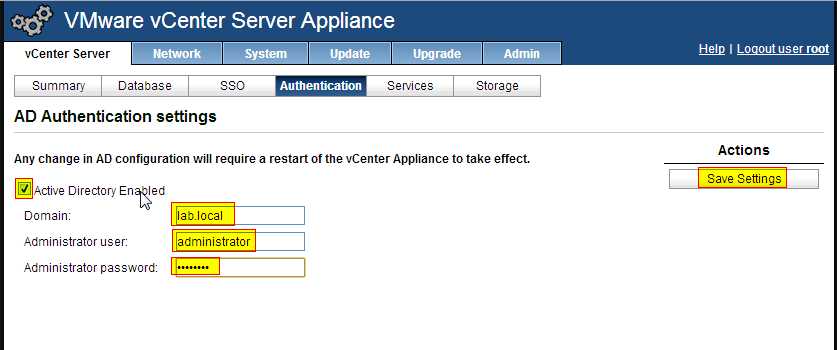 VMware vCenter Server Appliance
vCenter Server Network System Update Upgrade Admin
Help | Logout user root
Summary Database SSO Authentication Services Storage
AD Authentication settings
Actions
Any change in AD configuration will require a restart of the vCenter Appliance to take effect.
Save Settings
Active Directory Enabled
Domain: lab.local
Administrator user: administrator
Administrator password: ••••••••